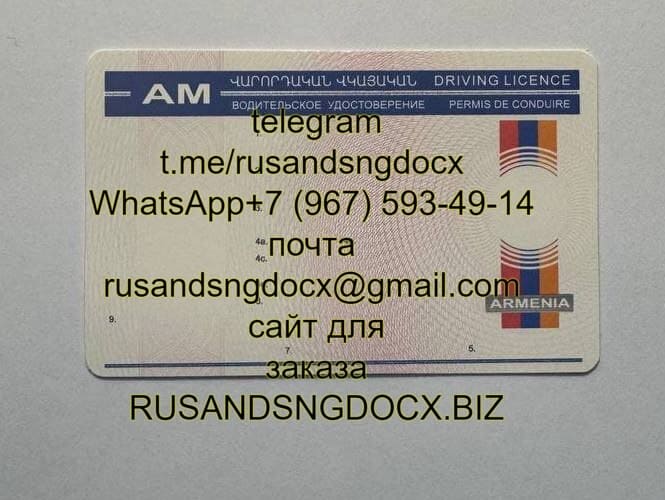 AM
ՎԱՐՈՐԴԱԿԱՆ ՎԿԱՅԱԿԱՆ DRIVING LICENCE
ВОДИТЕЛЬСКОЕ УДОСТОВЕРЕНИЕ PERMIS DE CONDUIRE
telegram
t.me/rusandsngdocx
WhatsApp+7 (967) 593-49-14
4a.
почта
4c.
rusandsngdocx@gmail.com
ARMENIA
9.
сайт для
7
5.
заказа
RUSANDSNGDOCX.BIZ